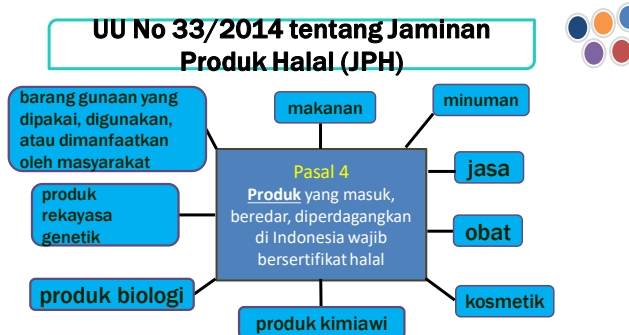 UU No 33/2014 tentang Jaminan
Produk Halal (JPH)
barang gunaan yang
dipakai, digunakan,
atau dimanfaatkan
oleh masyarakat
makanan
minuman
Pasal 4
Produk yang masuk,
beredar, diperdagangkan
di Indonesia wajib
bersertifikat halal
jasa
produk
rekayasa
genetik
obat
produk biologi
kosmetik
produk kimiawi